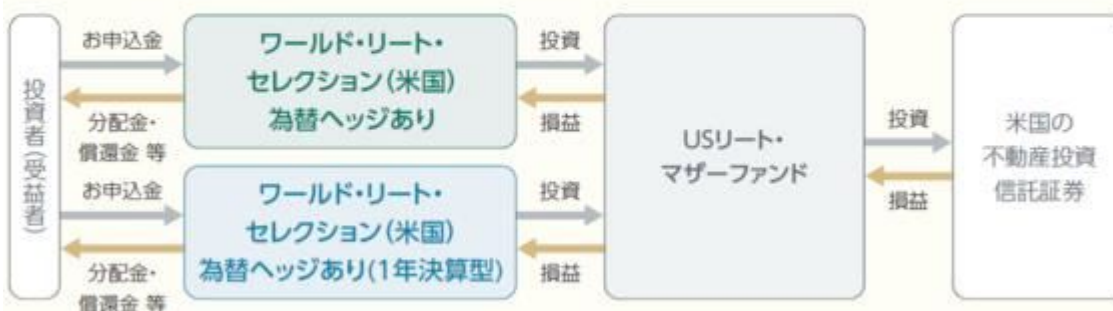 投資者(受益者)
お申込金
分配金・
償還金 等
ワールド・リート・
セレクション(米国)
為替ヘッジあり
投資
損益
お申込金
分配金・
償還金 等
ワールド・リート・
セレクション(米国)
為替ヘッジあり(1年決算型)
投資
損益
USリート・
マザーファンド
投資
損益
米国の
不動産投資
信託証券